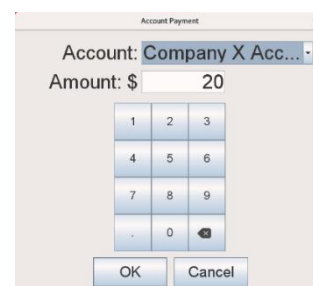 Account Payment
Account: Company X Acc...
Amount: $ 20
1 2 3
4 5 6
7 8 9
. 0
OK Cancel